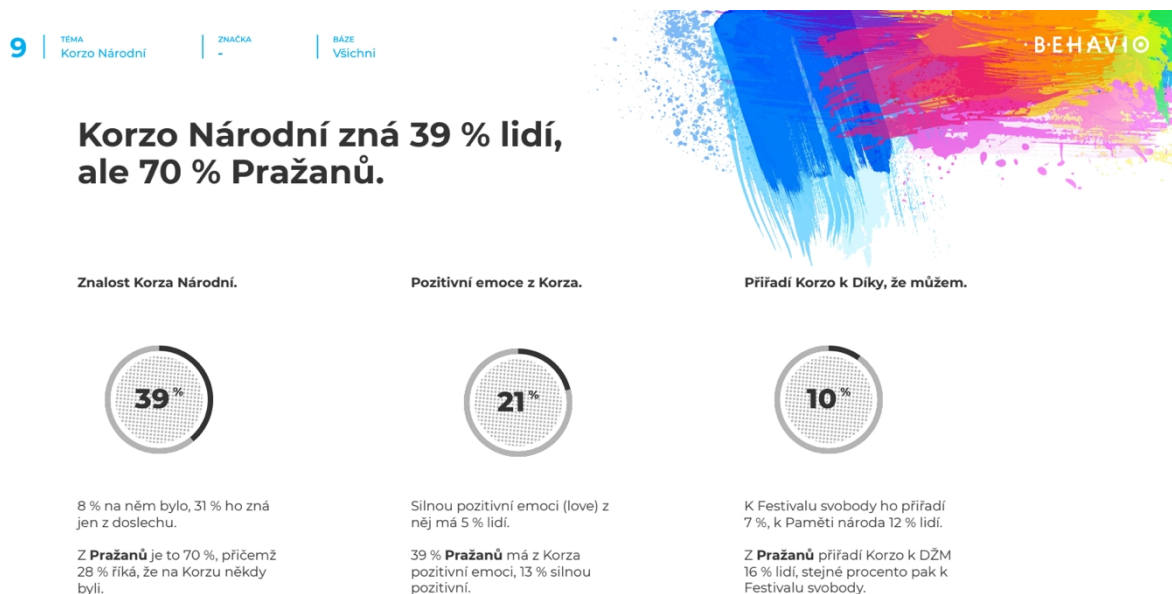 9
TÉMA
Korzo Národní
ZNAČKA
-
BÁZE
Všichni
·B·EHAVIO
Korzo Národní zná 39 % lidí,
ale 70 % Pražanů.
Znalost Korza Národní.
39 %
8 % na něm bylo, 31 % ho zná
jen z doslechu.
Z Pražanů je to 70 %, přičemž
28 % říká, že na Korzu někdy
byli.
Pozitivní emoce z Korza.
21 %
Silnou pozitivní emoci (love) z
něj má 5 % lidí.
39 % Pražanů má z Korza
pozitivní emoci, 13 % silnou
pozitivní.
Přiřadí Korzo k Díky, že můžem.
10 %
K Festivalu svobody ho přiřadí
7 %, k Paměti národa 12 % lidí.
Z Pražanů přiřadí Korzo k DŽM
16 % lidí, stejné procento pak k
Festivalu svobody.